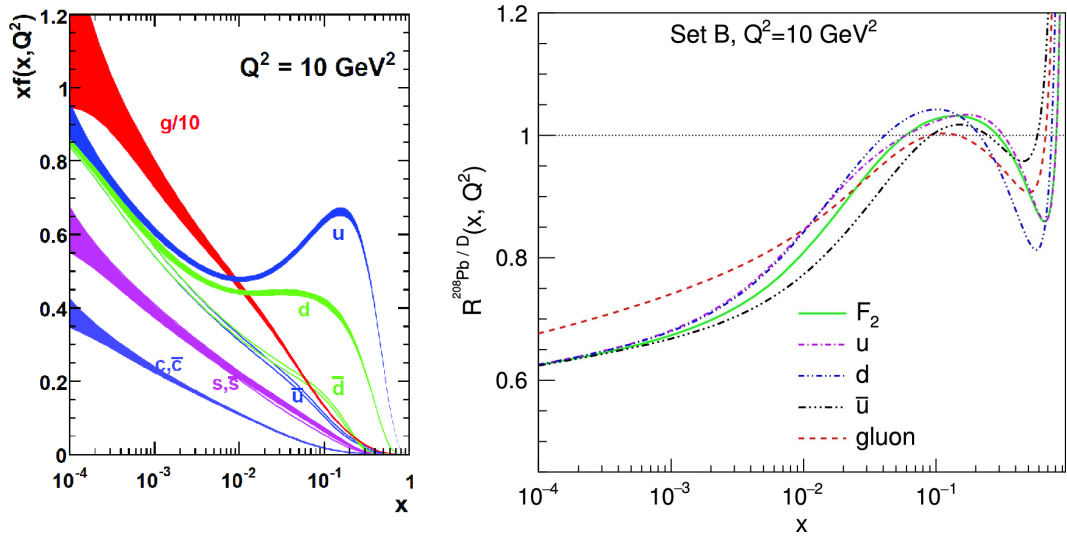 1.2
1
0.8
0.6
0.4
0.2
0
xf(x,Q²)
Q² = 10 GeV²
g/10
u
d
d̅
u̅
s,s̅
c,c̅
10⁻⁴
10⁻³
10⁻²
10⁻¹
1
x
1.2
1
0.8
0.6
R ²⁰⁸Pb / D (x, Q²)
Set B, Q²=10 GeV²
F₂
u
d
u̅
gluon
10⁻⁴
10⁻³
10⁻²
10⁻¹
x